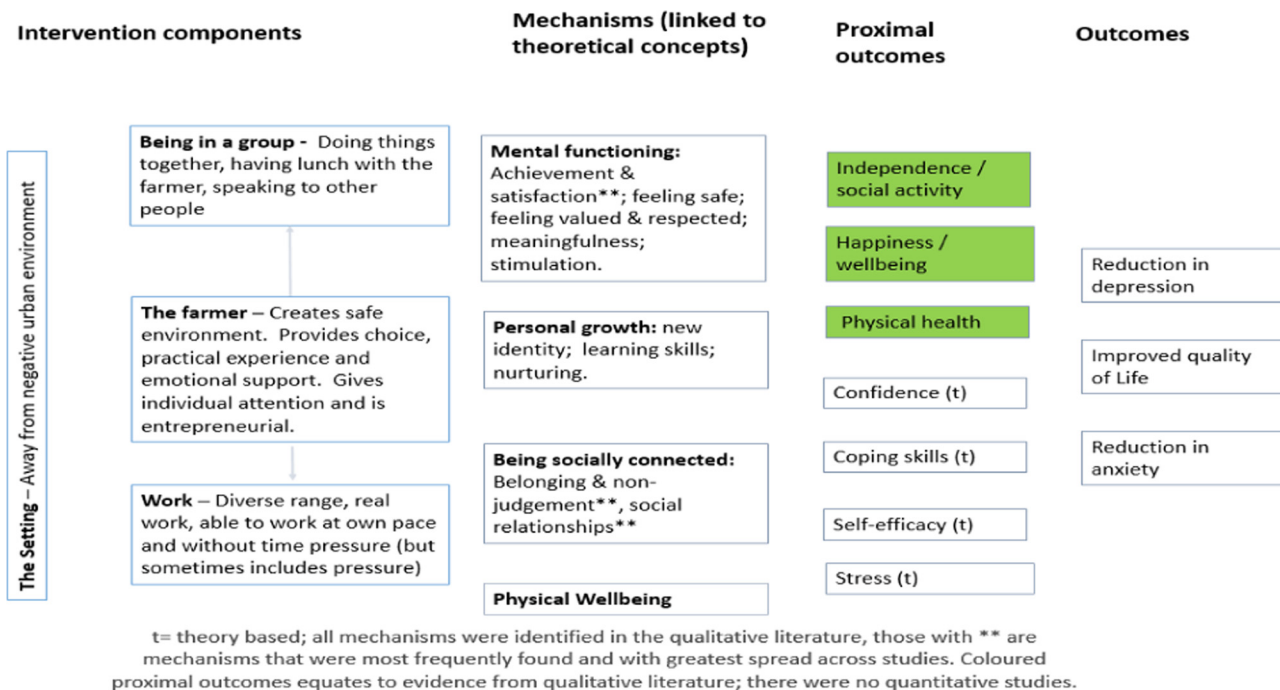 Intervention components
Mechanisms (linked to
theoretical concepts)
Proximal
outcomes
Outcomes
The Setting – Away from negative urban environment
Being in a group - Doing things
together, having lunch with the
farmer, speaking to other
people
The farmer – Creates safe
environment. Provides choice,
practical experience and
emotional support. Gives
individual attention and is
entrepreneurial.
Work – Diverse range, real
work, able to work at own pace
and without time pressure (but
sometimes includes pressure)
Mental functioning:
Achievement &
satisfaction**; feeling safe;
feeling valued & respected;
meaningfulness;
stimulation.
Personal growth: new
identity; learning skills;
nurturing.
Being socially connected:
Belonging & non-
judgement**, social
relationships**
Physical Wellbeing
Independence /
social activity
Happiness /
wellbeing
Physical health
Confidence (t)
Coping skills (t)
Self-efficacy (t)
Stress (t)
Reduction in
depression
Improved quality
of Life
Reduction in
anxiety
t= theory based; all mechanisms were identified in the qualitative literature, those with ** are
mechanisms that were most frequently found and with greatest spread across studies. Coloured
proximal outcomes equates to evidence from qualitative literature; there were no quantitative studies.